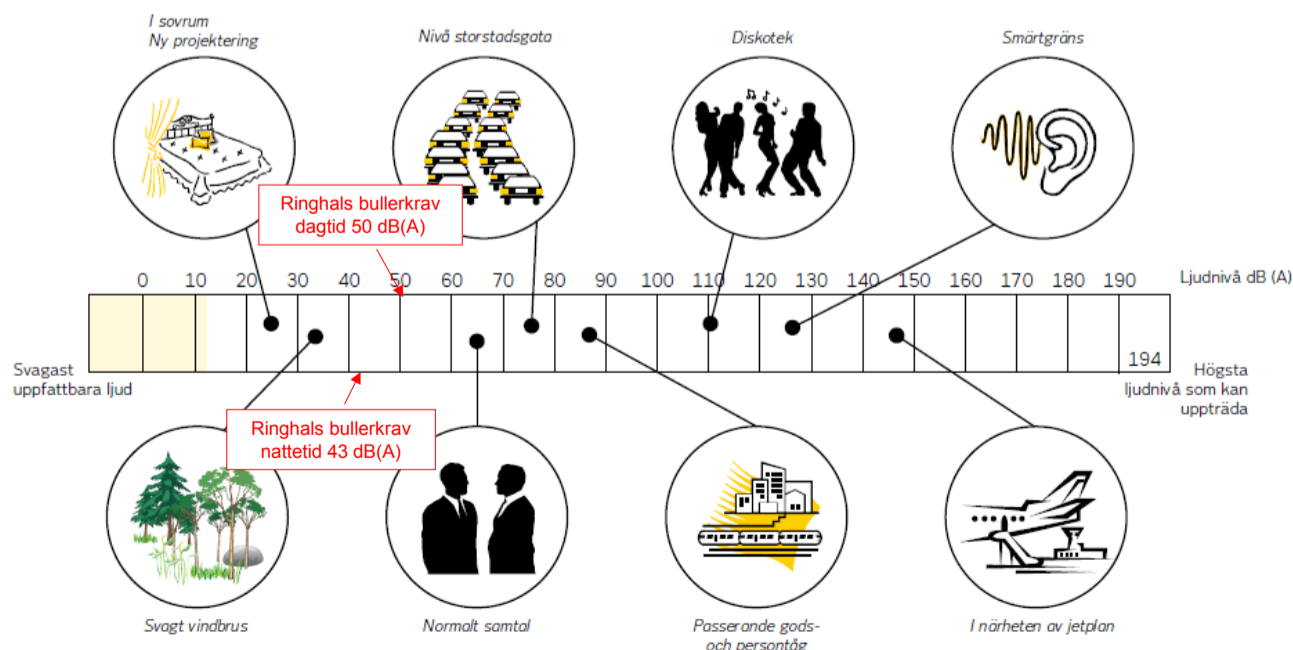 I sovrum
Ny projektering
Nivå storstadsgata
Diskotek
Smärtgräns
Ringhals bullerkrav
dagtid 50 dB(A)
0 10 20 30 40 50 60 70 80 90 100 110 120 130 140 150 160 170 180 190 Ljudnivå dB (A)
194
Svagast
uppfattbara ljud
Högsta
ljudnivå som kan
uppträda
Ringhals bullerkrav
nattetid 43 dB(A)
Svagt vindbrus
Normalt samtal
Passerande gods-
och persontåg
I närheten av jetplan